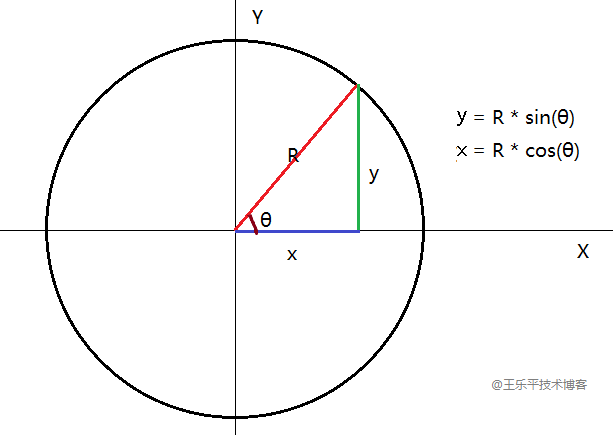 Y
y = R * sin(θ)
x = R * cos(θ)
R
y
θ
x
X
@王乐平技术博客